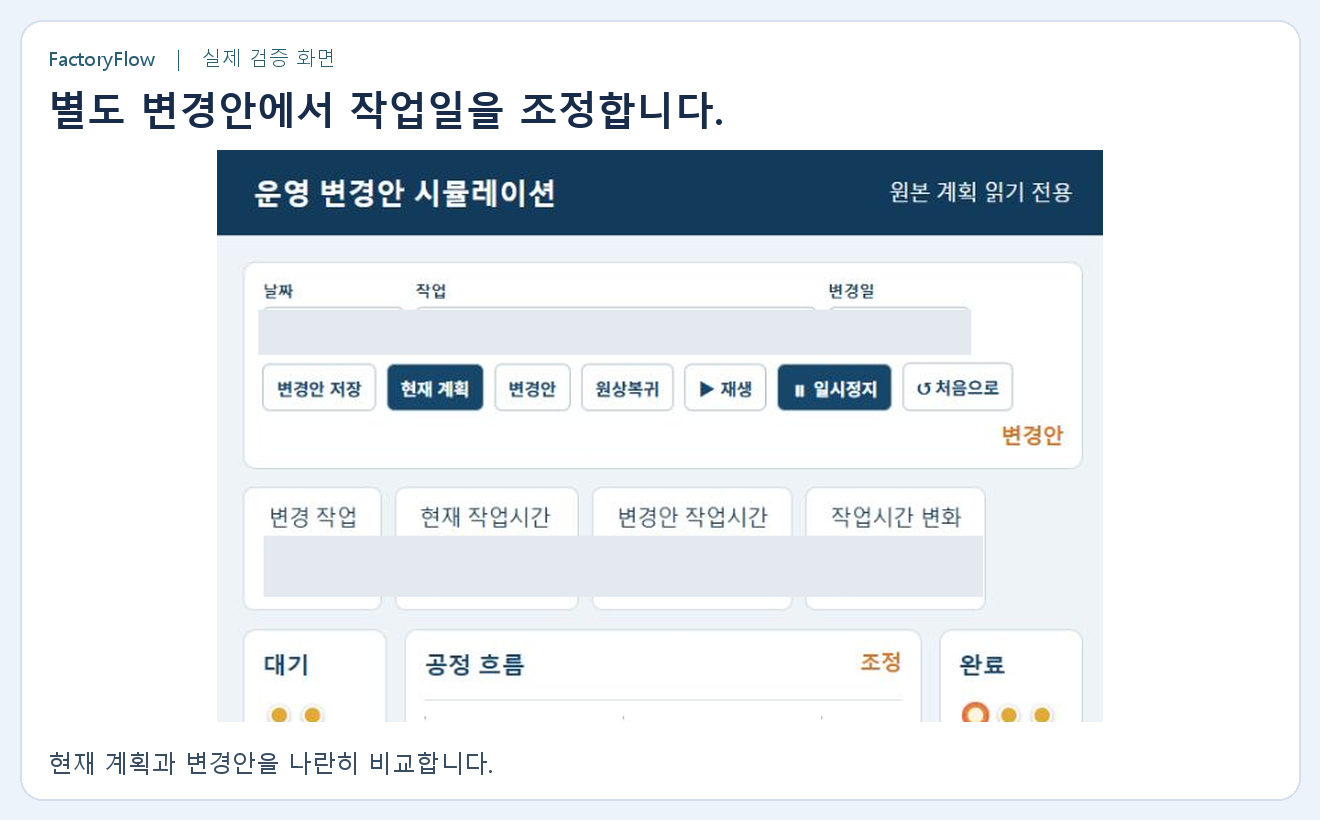 FactoryFlow | 실제 검증 화면
별도 변경안에서 작업일을 조정합니다.
운영 변경안 시뮬레이션 원본 계획 읽기 전용
날짜 작업 변경일
변경안 저장 현재 계획 변경안 원상복귀 ▶ 재생 ⏸ 일시정지 ↺ 처음으로
변경안
변경 작업 현재 작업시간 변경안 작업시간 작업시간 변화
대기 공정 흐름 조정 완료
현재 계획과 변경안을 나란히 비교합니다.